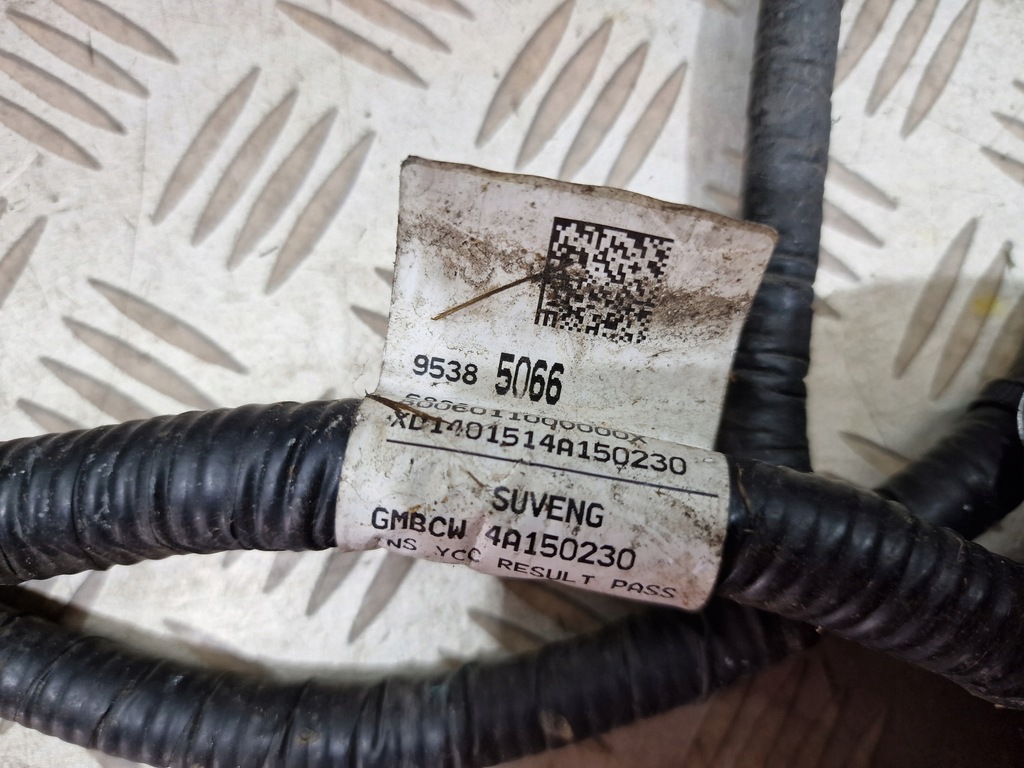 9538 5066
XD1401514A150230
SUVENG
GMBCW 4A150230
RESULT PASS